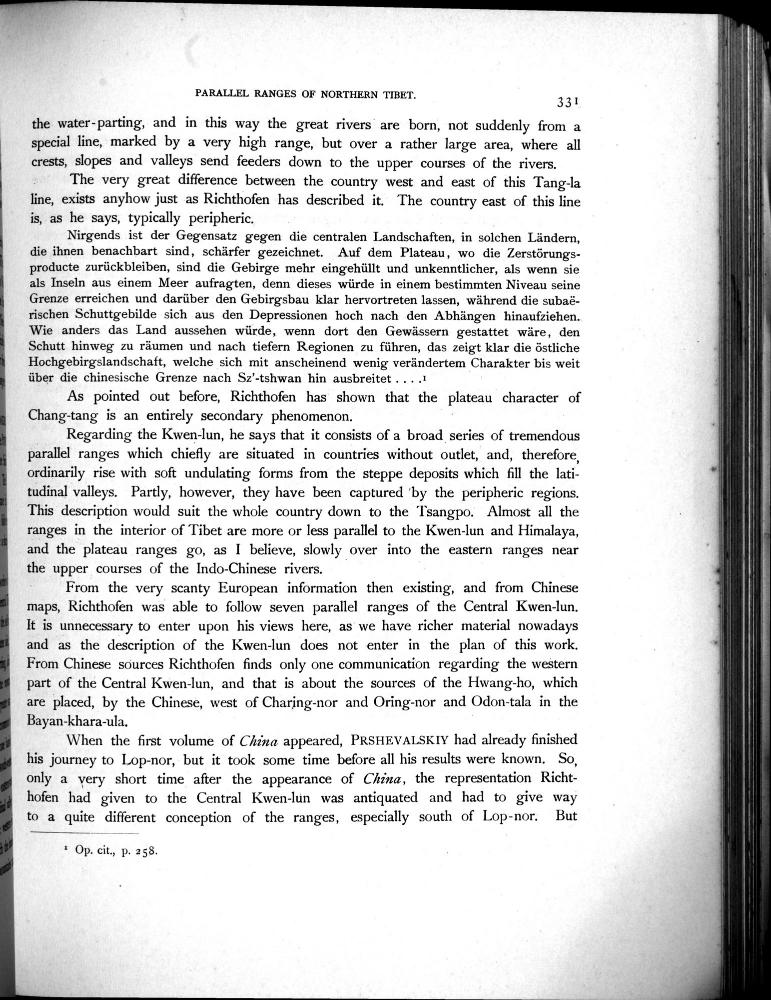 PARALLEL RANGES OF NORTHERN TIBET.
331
the water-parting, and in this way the great rivers are born, not suddenly from a
special line, marked by a very high range, but over a rather large area, where all
crests, slopes and valleys send feeders down to the upper courses of the rivers.
The very great difference between the country west and east of this Tang-la
line, exists anyhow just as Richthofen has described it. The country east of this line
is, as he says, typically peripheric.
Nirgends ist der Gegensatz gegen die centralen Landschaften, in solchen Ländern,
die ihnen benachbart sind, schärfer gezeichnet. Auf dem Plateau, wo die Zerstörungs-
producte zurückbleiben, sind die Gebirge mehr eingehüllt und unkenntlicher, als wenn sie
als Inseln aus einem Meer aufragten, denn dieses würde in einem bestimmten Niveau seine
Grenze erreichen und darüber den Gebirgsbau klar hervortreten lassen, während die subaë-
rischen Schuttgebilde sich aus den Depressionen hoch nach den Abhängen hinaufziehen.
Wie anders das Land aussehen würde, wenn dort den Gewässern gestattet wäre, den
Schutt hinweg zu räumen und nach tiefern Regionen zu führen, das zeigt klar die östliche
Hochgebirgslandschaft, welche sich mit anscheinend wenig verändertem Charakter bis weit
über die chinesische Grenze nach Sz'-tshwan hin ausbreitet . . . .¹
As pointed out before, Richthofen has shown that the plateau character of
Chang-tang is an entirely secondary phenomenon.
Regarding the Kwen-lun, he says that it consists of a broad series of tremendous
parallel ranges which chiefly are situated in countries without outlet, and, therefore,
ordinarily rise with soft undulating forms from the steppe deposits which fill the lati-
tudinal valleys. Partly, however, they have been captured by the peripheric regions.
This description would suit the whole country down to the Tsangpo. Almost all the
ranges in the interior of Tibet are more or less parallel to the Kwen-lun and Himalaya,
and the plateau ranges go, as I believe, slowly over into the eastern ranges near
the upper courses of the Indo-Chinese rivers.
From the very scanty European information then existing, and from Chinese
maps, Richthofen was able to follow seven parallel ranges of the Central Kwen-lun.
It is unnecessary to enter upon his views here, as we have richer material nowadays
and as the description of the Kwen-lun does not enter in the plan of this work.
From Chinese sources Richthofen finds only one communication regarding the western
part of the Central Kwen-lun, and that is about the sources of the Hwang-ho, which
are placed, by the Chinese, west of Charing-nor and Oring-nor and Odon-tala in the
Bayan-khara-ula.
When the first volume of China appeared, PRSHEVALSKIY had already finished
his journey to Lop-nor, but it took some time before all his results were known. So,
only a very short time after the appearance of China, the representation Richt-
hofen had given to the Central Kwen-lun was antiquated and had to give way
to a quite different conception of the ranges, especially south of Lop-nor. But
¹ Op. cit., p. 258.